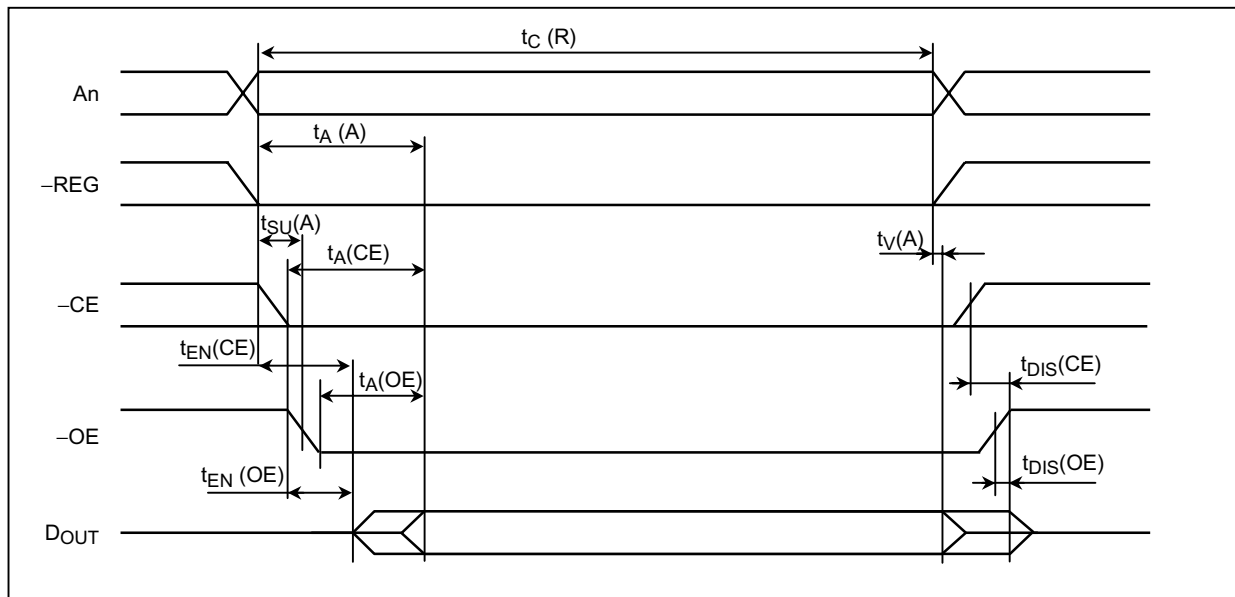 tC (R)
An
tA (A)
–REG
tSU(A)
tV(A)
tA(CE)
–CE
tEN(CE)
tDIS(CE)
tA(OE)
–OE
tEN (OE)
tDIS(OE)
DOUT